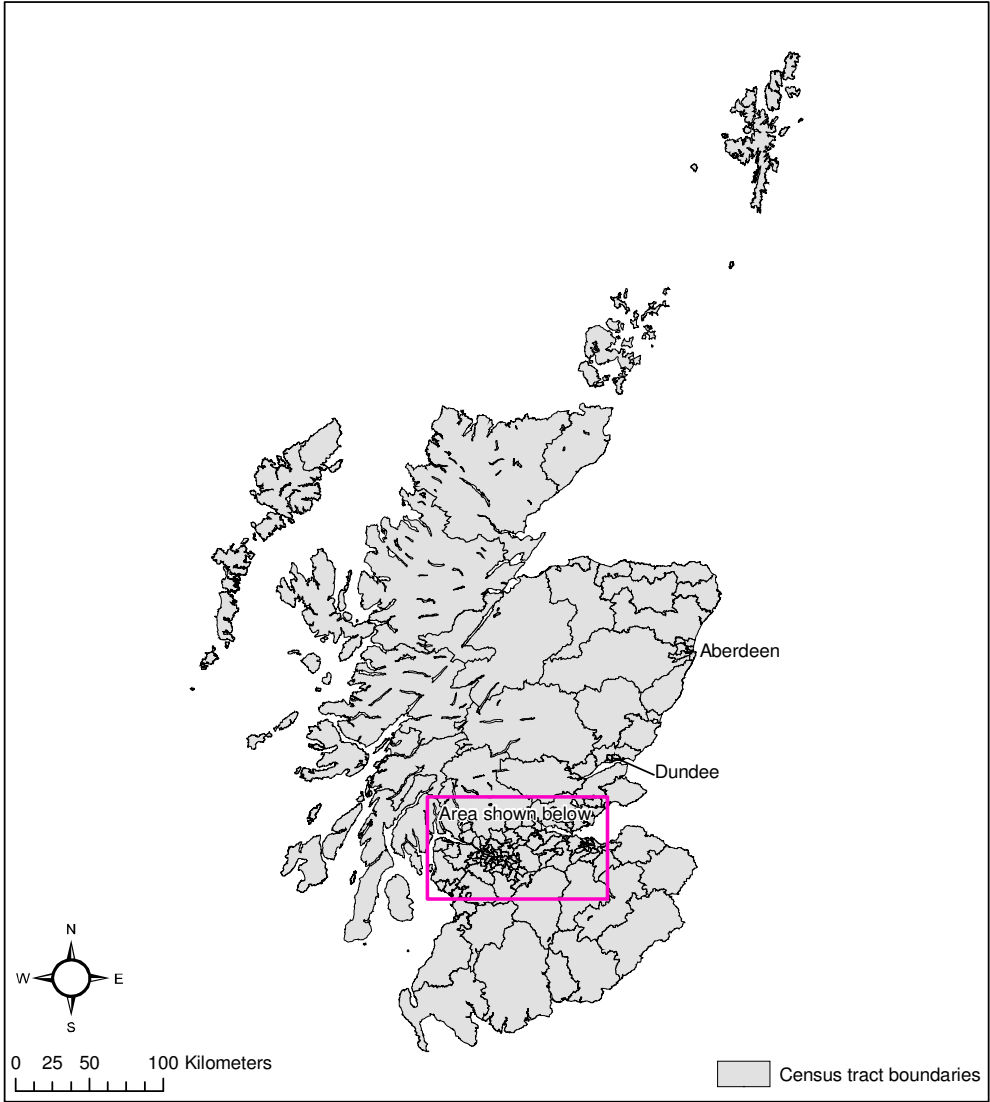 Aberdeen
Dundee
Area shown below
N
W E
S
0 25 50 100 Kilometers
Census tract boundaries